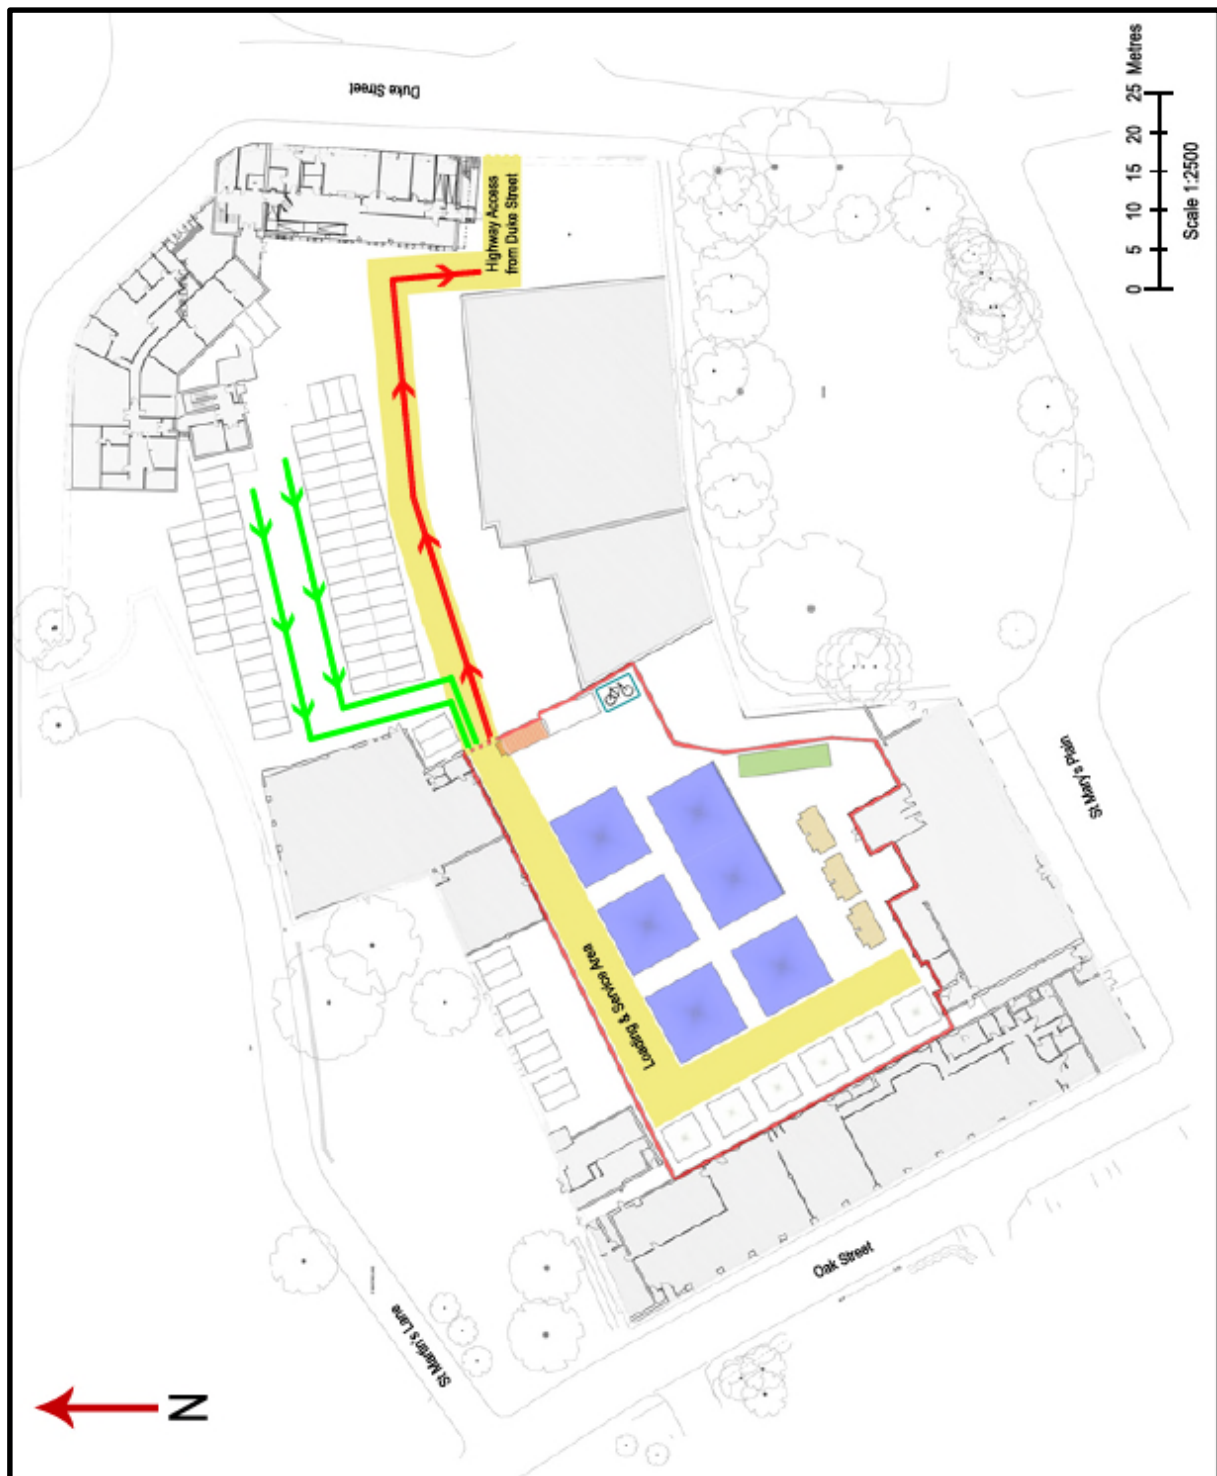 Duke Street
Highway Access
from Duke Street
0 5 10 15 20 25 Metres
Scale 1:2500
St Mary's Plain
Loading & Service Area
Oak Street
St Martin's Lane
N